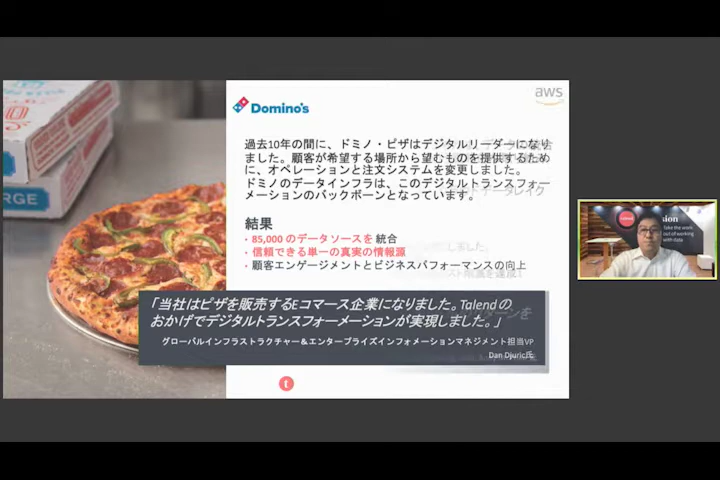 aws
Domino's
過去10年の間に、ドミノ・ピザはデジタルリーダーになり
ました。顧客が希望する場所から望むものを提供するため
に、オペレーションと注文システムを変更しました。
ドミノのデータインフラは、このデジタルトランスフォー
メーションのバックボーンとなっています。
結果
・85,000 のデータソースを 統合
・信頼できる単一の真実の情報源
・顧客エンゲージメントとビジネスパフォーマンスの向上
「当社はピザを販売するEコマース企業になりました。Talendの
おかげでデジタルトランスフォーメーションが実現しました。」
グローバルインフラストラクチャー＆エンタープライズインフォメーションマネジメント担当VP
Dan Djuric氏
t
take the work
out of working
with data